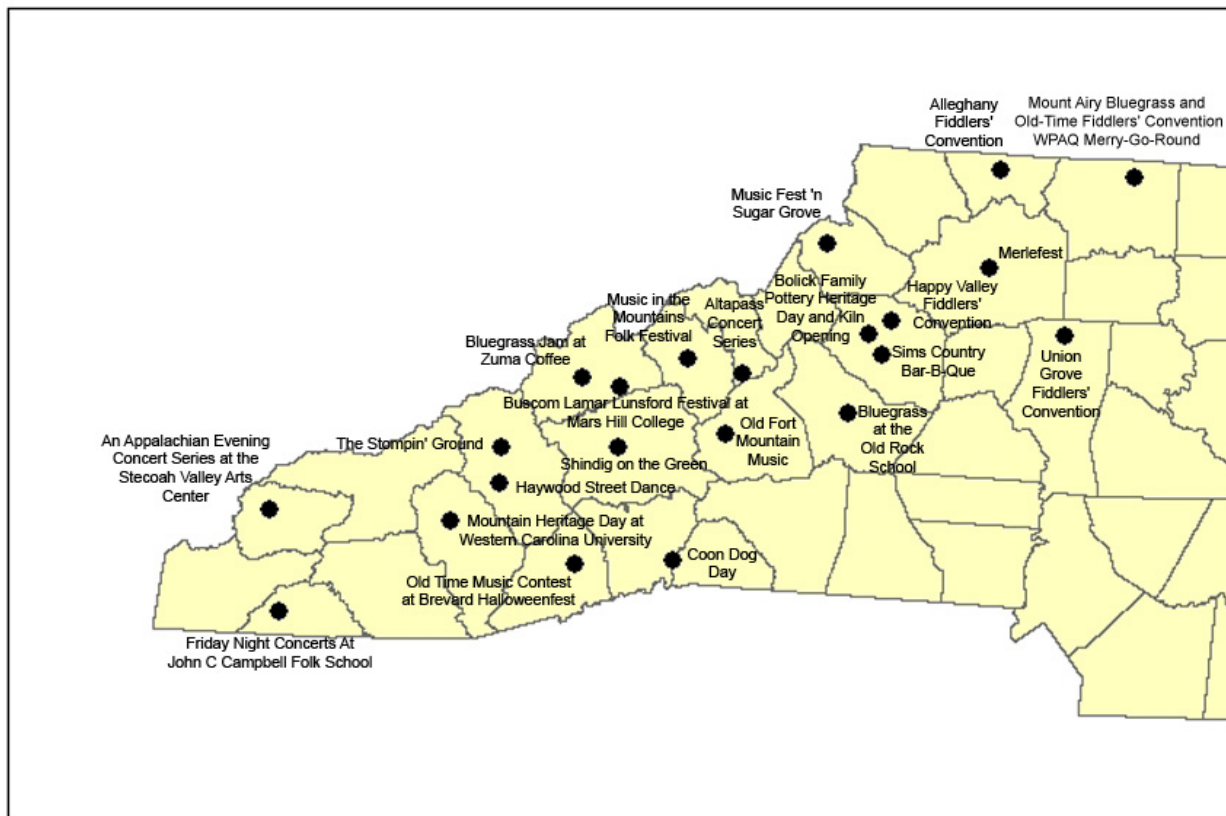 Alleghany
Fiddlers'
Convention
Mount Airy Bluegrass and
Old-Time Fiddlers' Convention
WPAQ Merry-Go-Round
Music Fest 'n
Sugar Grove
Merlefest
Bolick Family
Pottery Heritage
Day and Kiln
Opening
Happy Valley
Fiddlers'
Convention
Music in the
Mountains
Folk Festival
Altapass
Concert
Series
Bluegrass Jam at
Zuma Coffee
Sims Country
Bar-B-Que
Union
Grove
Fiddlers'
Convention
Buscom Lamar Lunsford Festival at
Mars Hill College
Bluegrass
at the
Old Rock
School
Old Fort
Mountain
Music
An Appalachian Evening
Concert Series at the
Stecoah Valley Arts
Center
The Stompin' Ground
Shindig on the Green
Haywood Street Dance
Mountain Heritage Day at
Western Carolina University
Coon Dog
Day
Old Time Music Contest
at Brevard Halloweenfest
Friday Night Concerts At
John C Campbell Folk School